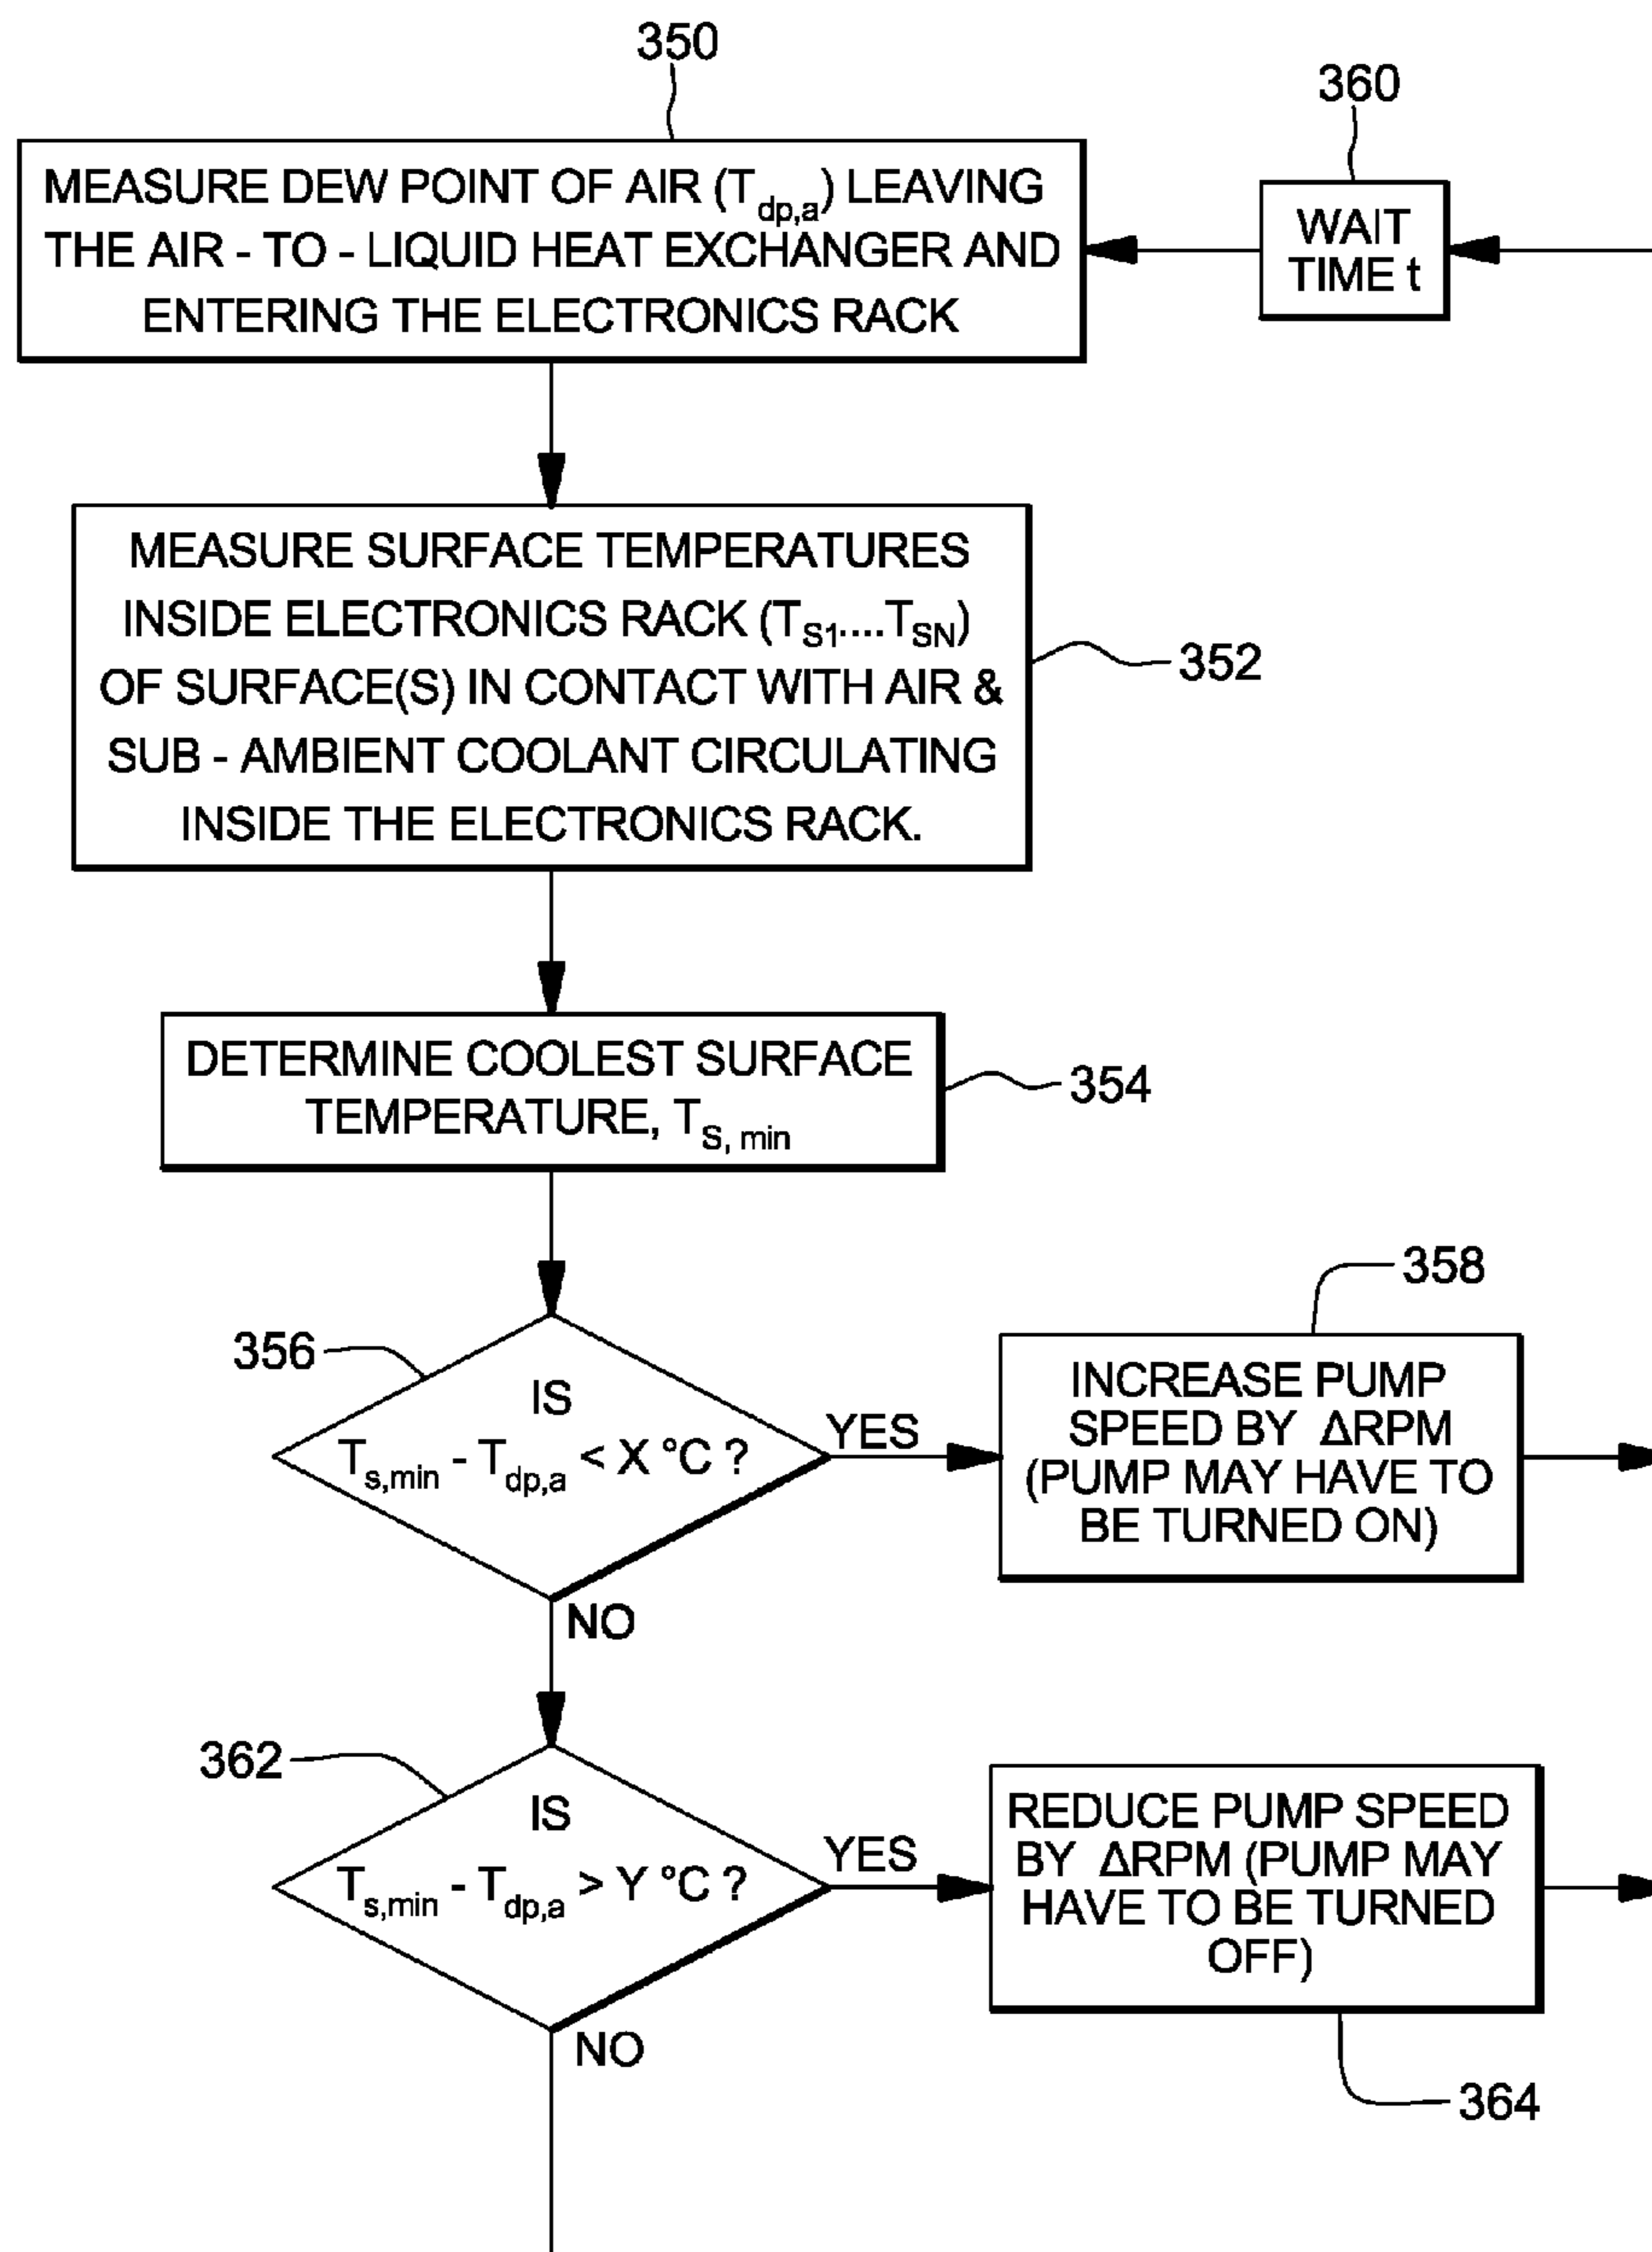 350
MEASURE DEW POINT OF AIR (Tdp,a) LEAVING
THE AIR - TO - LIQUID HEAT EXCHANGER AND
ENTERING THE ELECTRONICS RACK
360
WAIT
TIME t
MEASURE SURFACE TEMPERATURES
INSIDE ELECTRONICS RACK (TS1....TSN)
OF SURFACE(S) IN CONTACT WITH AIR &
SUB - AMBIENT COOLANT CIRCULATING
INSIDE THE ELECTRONICS RACK.
352
DETERMINE COOLEST SURFACE
TEMPERATURE, TS, min
354
356
IS
Ts,min - Tdp,a < X °C ?
YES
NO
358
INCREASE PUMP
SPEED BY ΔRPM
(PUMP MAY HAVE TO
BE TURNED ON)
362
IS
Ts,min - Tdp,a > Y °C ?
YES
NO
REDUCE PUMP SPEED
BY ΔRPM (PUMP MAY
HAVE TO BE TURNED
OFF)
364